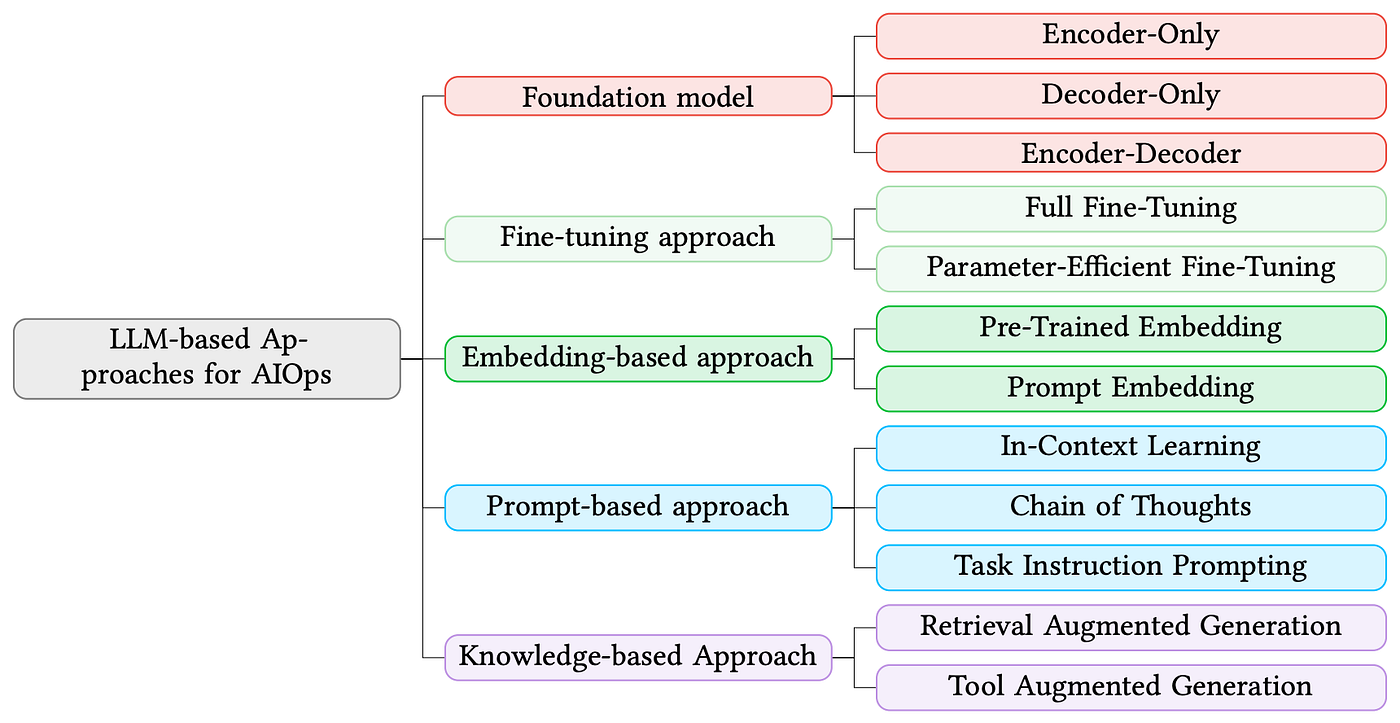 LLM-based Ap-
proaches for AIOps
Foundation model
Encoder-Only
Decoder-Only
Encoder-Decoder
Fine-tuning approach
Full Fine-Tuning
Parameter-Efficient Fine-Tuning
Embedding-based approach
Pre-Trained Embedding
Prompt Embedding
Prompt-based approach
In-Context Learning
Chain of Thoughts
Task Instruction Prompting
Knowledge-based Approach
Retrieval Augmented Generation
Tool Augmented Generation